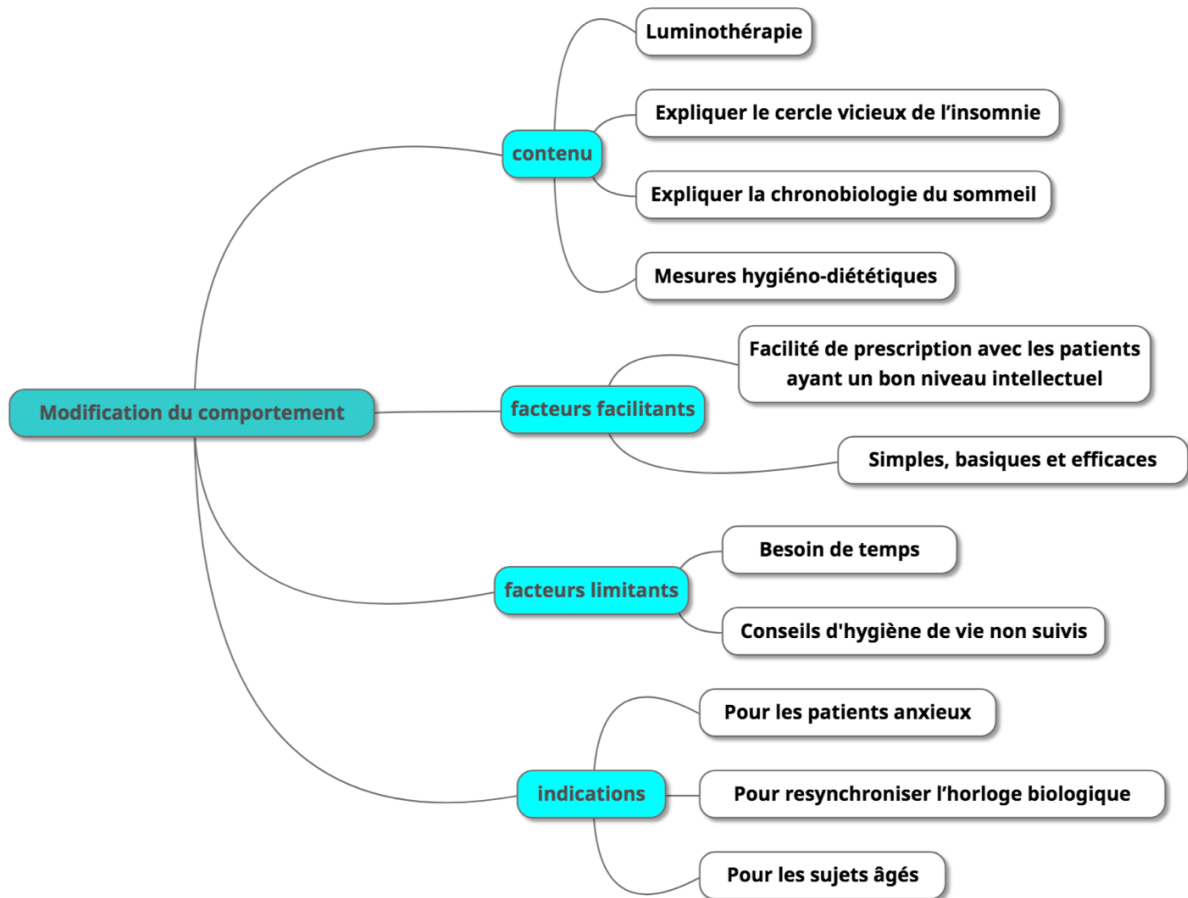 Luminothérapie
Expliquer le cercle vicieux de l’insomnie
contenu
Expliquer la chronobiologie du sommeil
Mesures hygiéno-diététiques
Facilité de prescription avec les patients
ayant un bon niveau intellectuel
Modification du comportement
facteurs facilitants
Simples, basiques et efficaces
Besoin de temps
facteurs limitants
Conseils d'hygiène de vie non suivis
Pour les patients anxieux
indications
Pour resynchroniser l’horloge biologique
Pour les sujets âgés